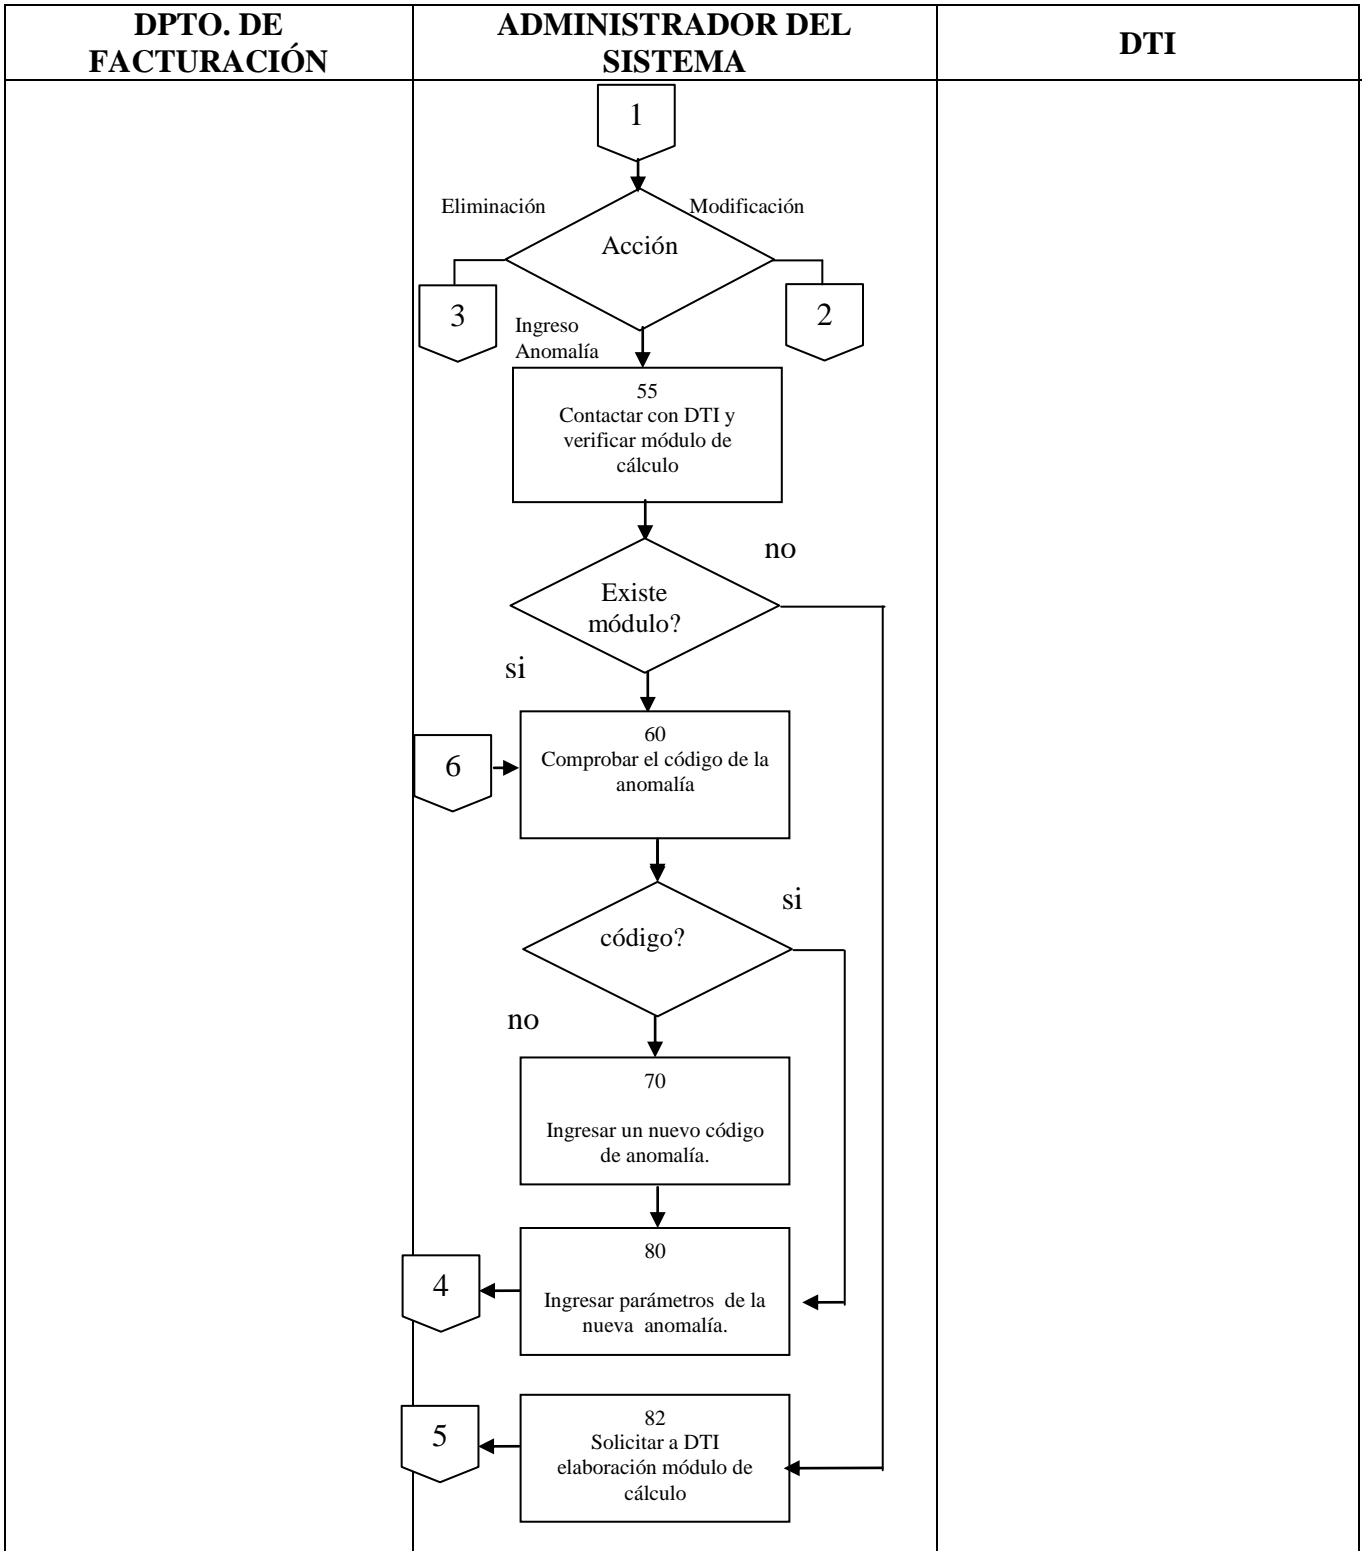 DPTO. DE
FACTURACIÓN
ADMINISTRADOR DEL
SISTEMA
DTI
1
Eliminación
Modificación
Acción
3
2
Ingreso
Anomalía
55
Contactar con DTI y
verificar módulo de
cálculo
no
Existe
módulo?
si
6
60
Comprobar el código de la
anomalía
si
código?
no
70
Ingresar un nuevo código
de anomalía.
4
80
Ingresar parámetros de la
nueva anomalía.
5
82
Solicitar a DTI
elaboración módulo de
cálculo